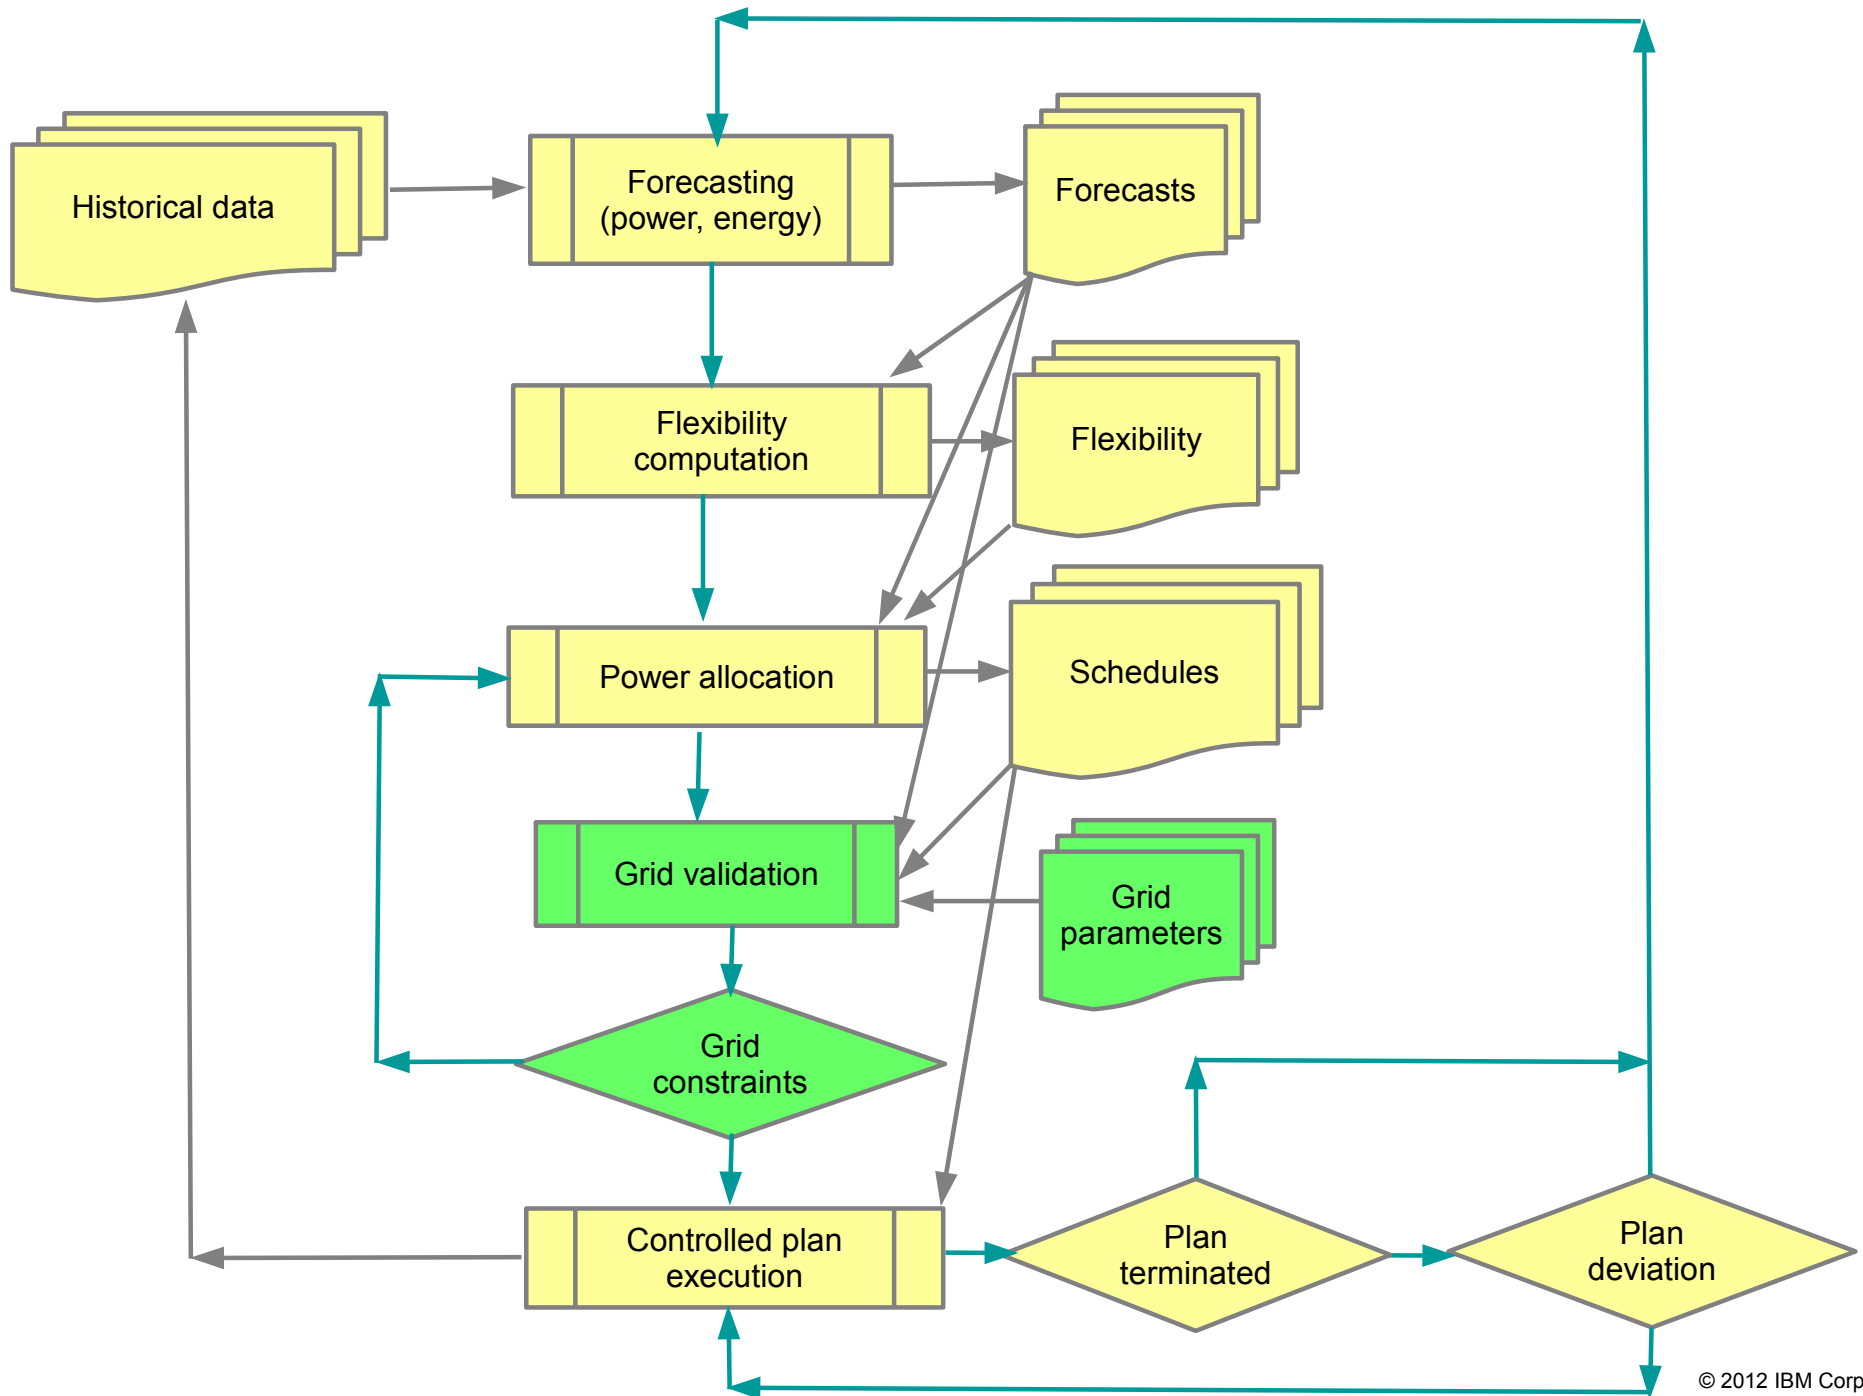 Historical data
Forecasting
(power, energy)
Forecasts
Flexibility
computation
Flexibility
Power allocation
Schedules
Grid validation
Grid
parameters
Grid
constraints
Controlled plan
execution
Plan
terminated
Plan
deviation
© 2012 IBM Corp